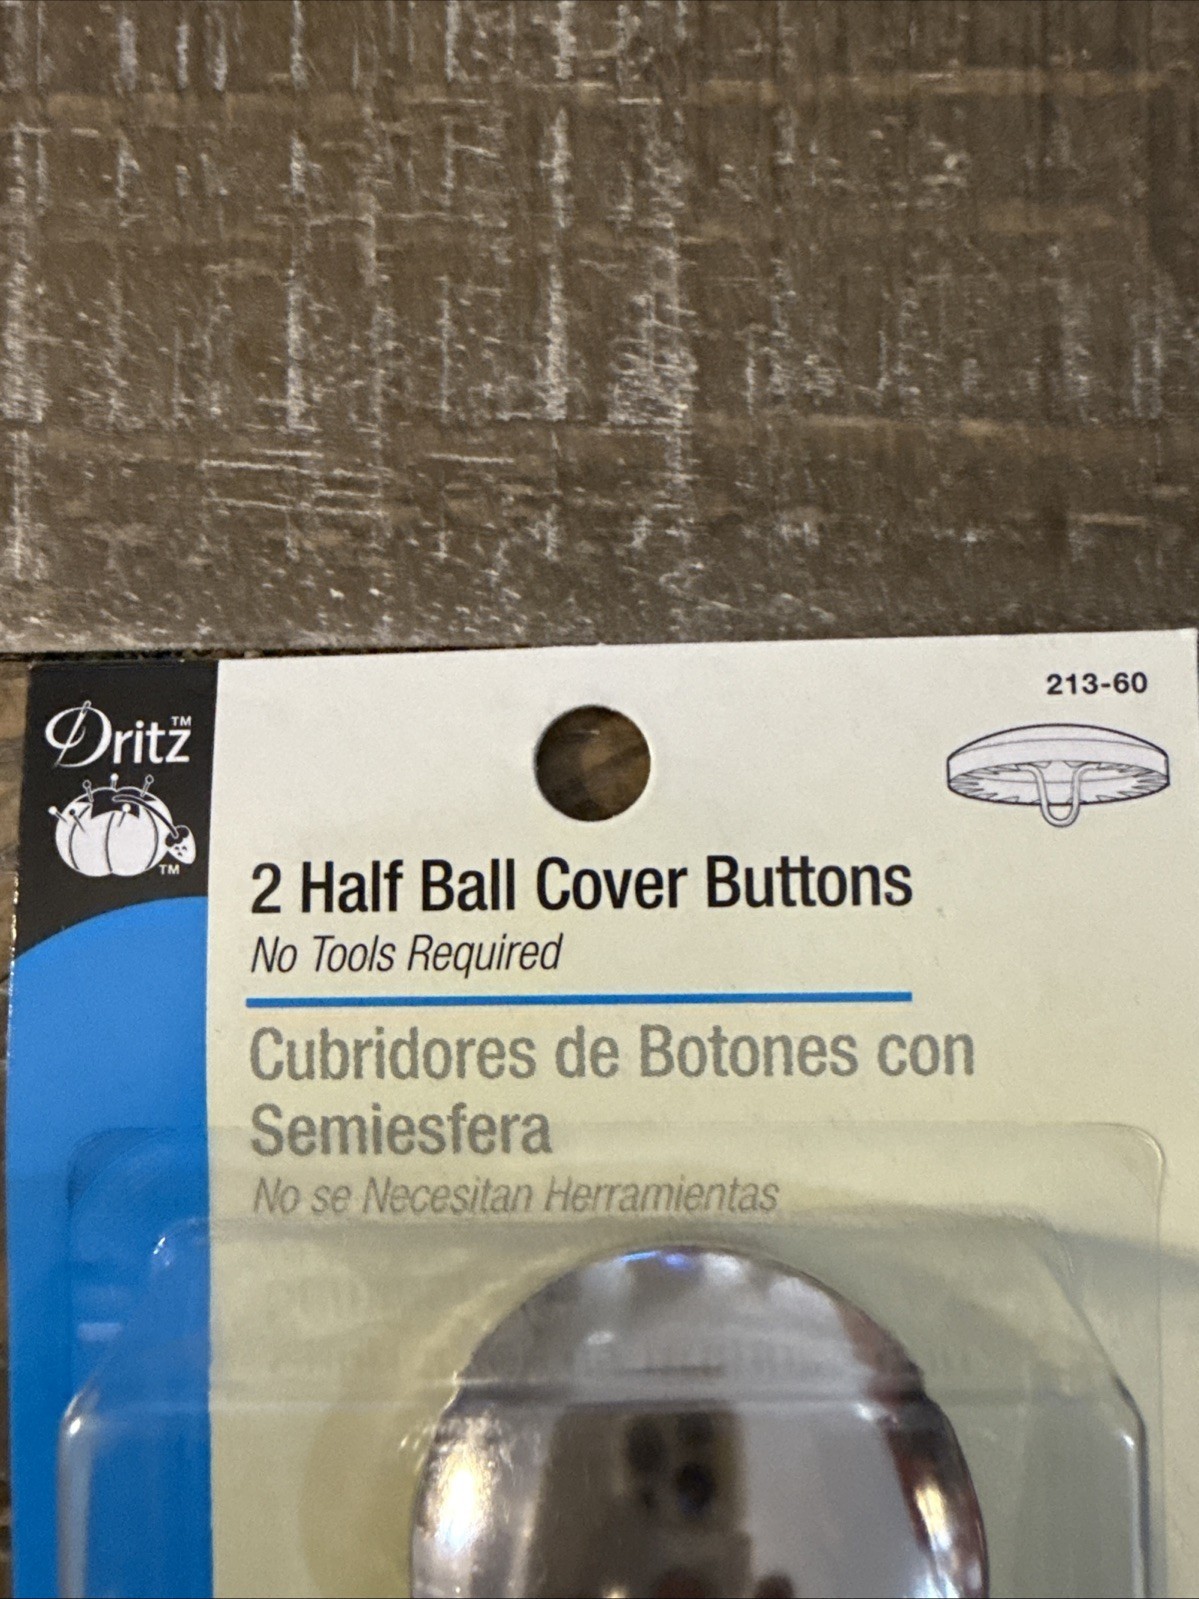 213-60
Dritz™
™
2 Half Ball Cover Buttons
No Tools Required
Cubridores de Botones con
Semiesfera
No se Necesitan Herramientas